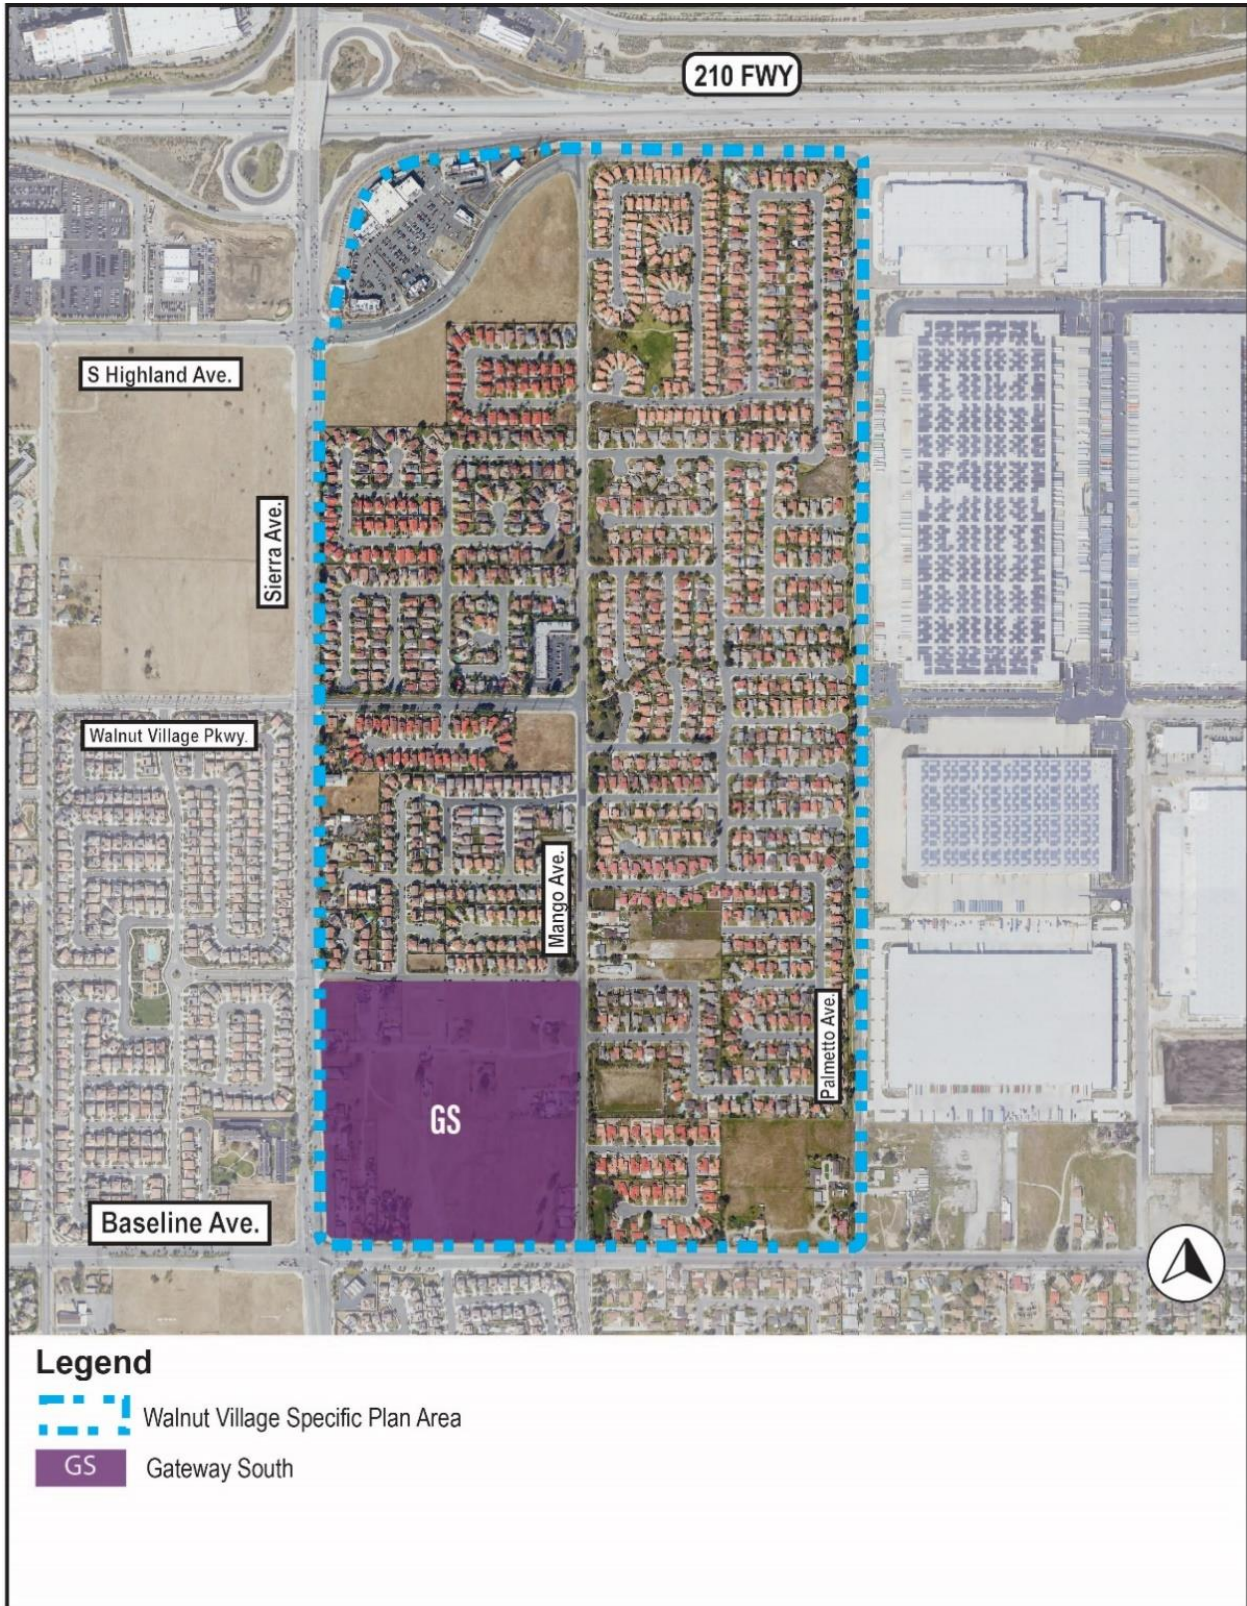 210 FWY
S Highland Ave.
Sierra Ave.
Walnut Village Pkwy.
Mango Ave.
Palmetto Ave.
GS
Baseline Ave.
Legend
Walnut Village Specific Plan Area
GS
Gateway South